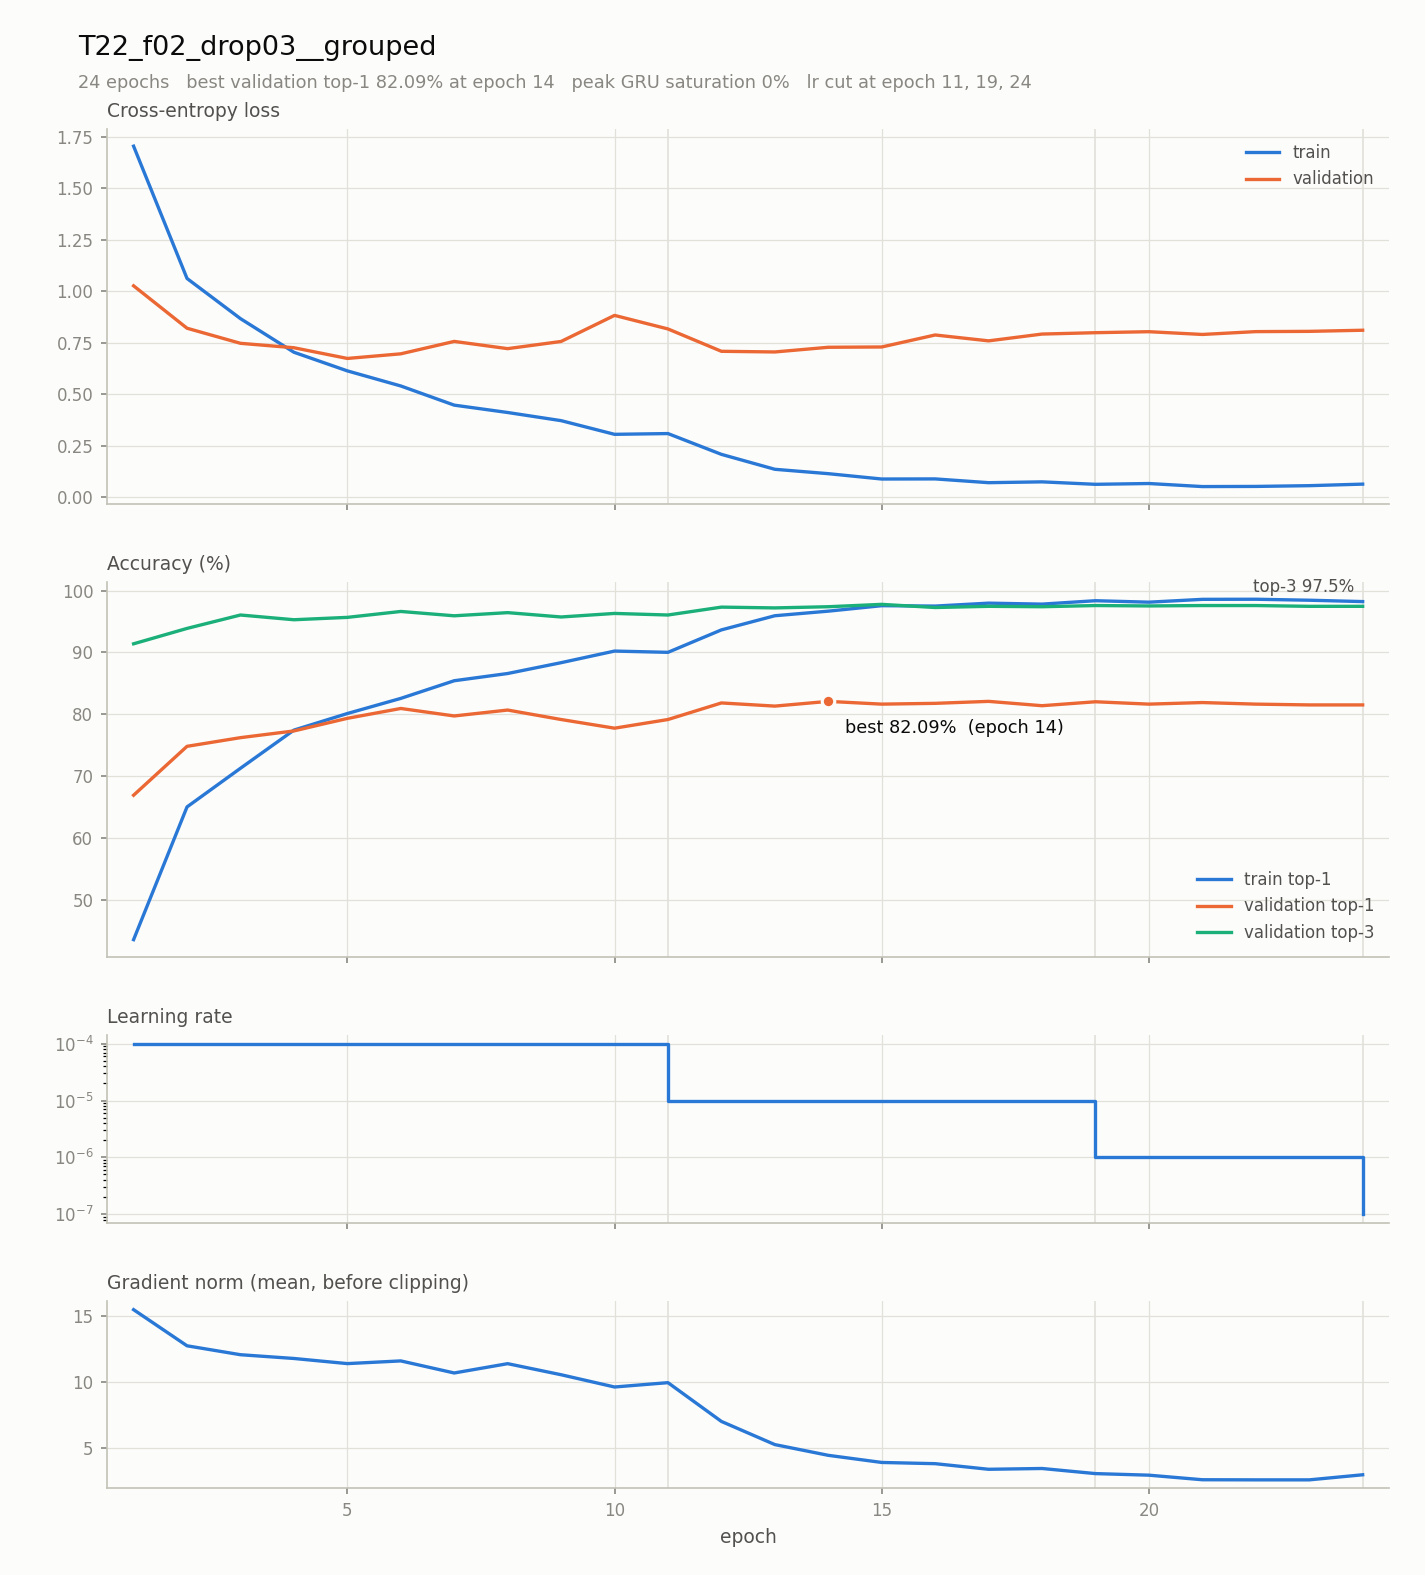 T22_f02_drop03__grouped
24 epochs   best validation top-1 82.09% at epoch 14   peak GRU saturation 0%   lr cut at epoch 11, 19, 24
Cross-entropy loss
1.75
1.50
1.25
1.00
0.75
0.50
0.25
0.00
train
validation
Accuracy (%)
100
90
80
70
60
50
top-3 97.5%
best 82.09%  (epoch 14)
train top-1
validation top-1
validation top-3
Learning rate
10⁻⁴
10⁻⁵
10⁻⁶
10⁻⁷
Gradient norm (mean, before clipping)
15
10
5
5 10 15 20
epoch